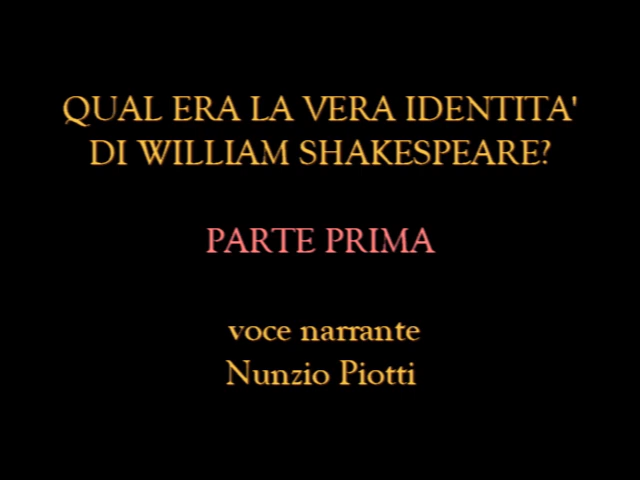 QUAL ERA LA VERA IDENTITA'
DI WILLIAM SHAKESPEARE?
PARTE PRIMA
voce narrante
Nunzio Piotti